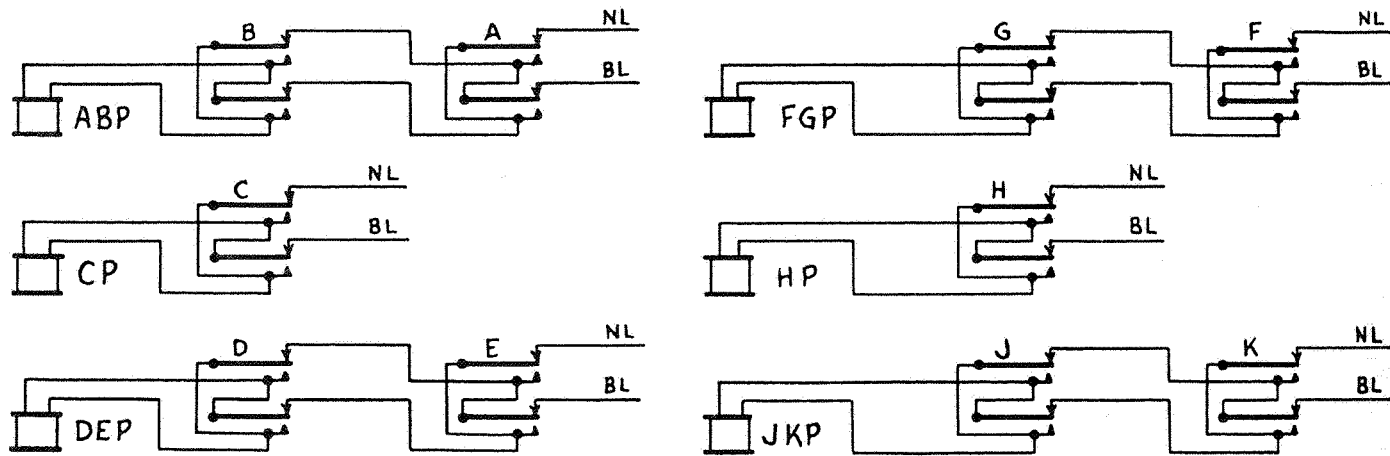 B A NL
BL
ABP
G F NL
BL
FGP
C NL
BL
CP
H NL
BL
HP
D E NL
BL
DEP
J K NL
BL
JKP